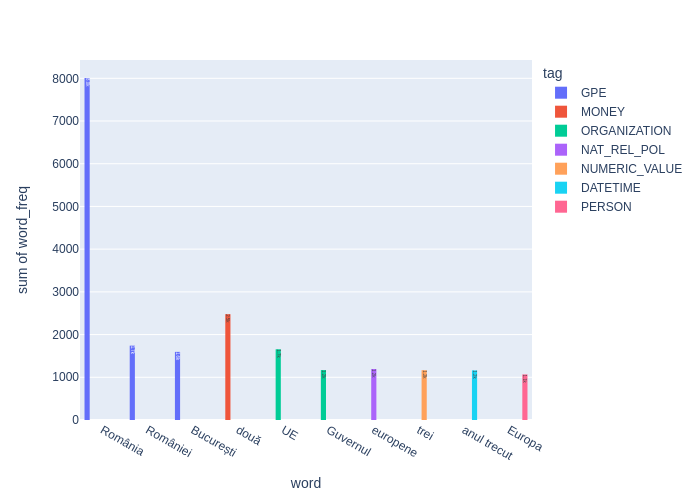 tag
GPE
MONEY
ORGANIZATION
NAT_REL_POL
NUMERIC_VALUE
DATETIME
PERSON
sum of word_freq
8000
7000
6000
5000
4000
3000
2000
1000
0
România
României
București
două
UE
Guvernul
europene
trei
anul trecut
Europa
word